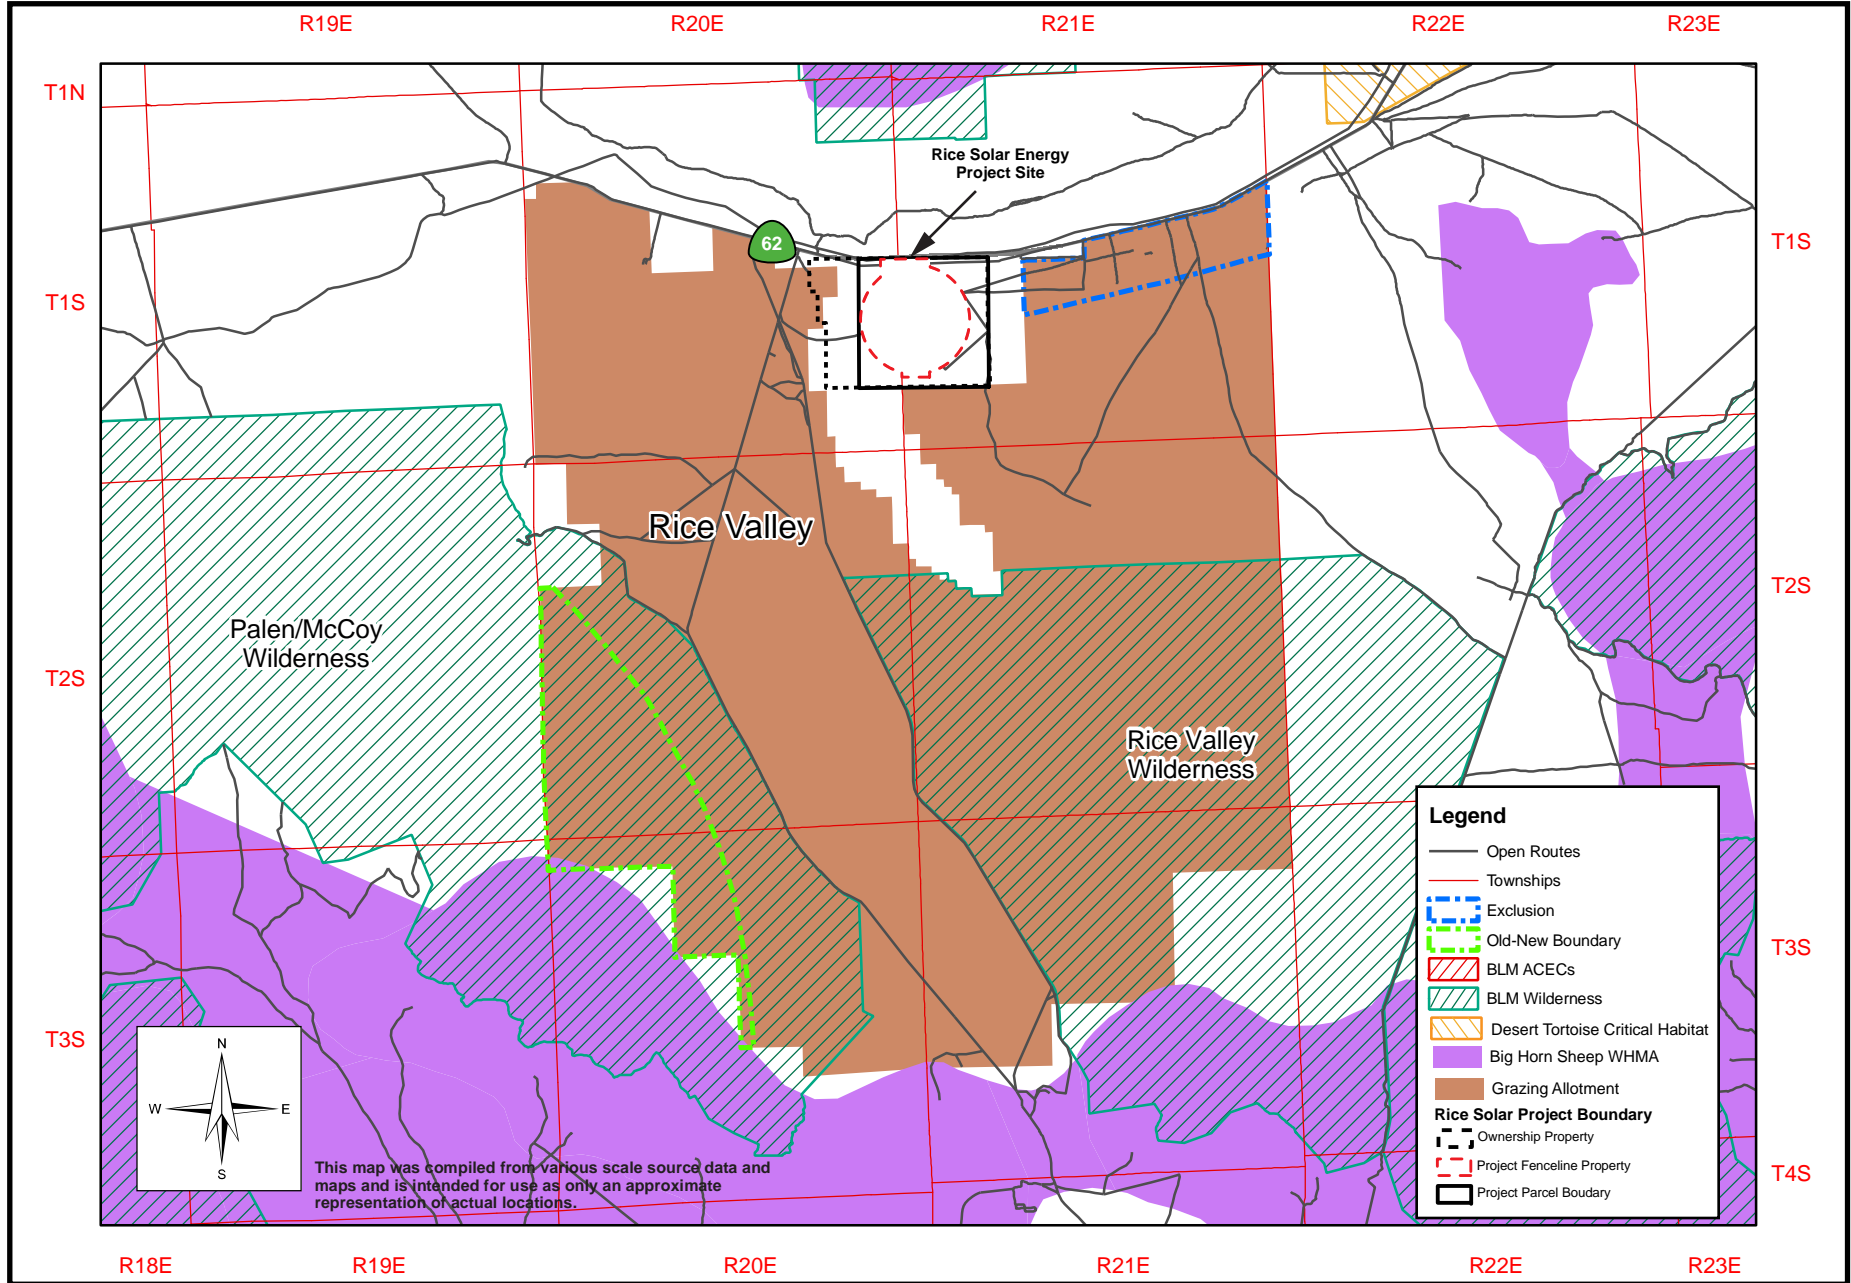 R19E R20E R21E R22E R23E
T1N
Rice Solar Energy
Project Site
62
T1S
T1S
Rice Valley
T2S
Palen/McCoy
Wilderness
T2S
Rice Valley
Wilderness
Legend
Open Routes
Townships
Exclusion
Old-New Boundary
BLM ACECs
BLM Wilderness
Desert Tortoise Critical Habitat
Big Horn Sheep WHMA
Grazing Allotment
Rice Solar Project Boundary
Ownership Property
Project Fenceline Property
Project Parcel Boudary
T3S
T3S
N
W E
S
This map was compiled from various scale source data and
maps and is intended for use as only an approximate
representation of actual locations.
T4S
R18E R19E R20E R21E R22E R23E